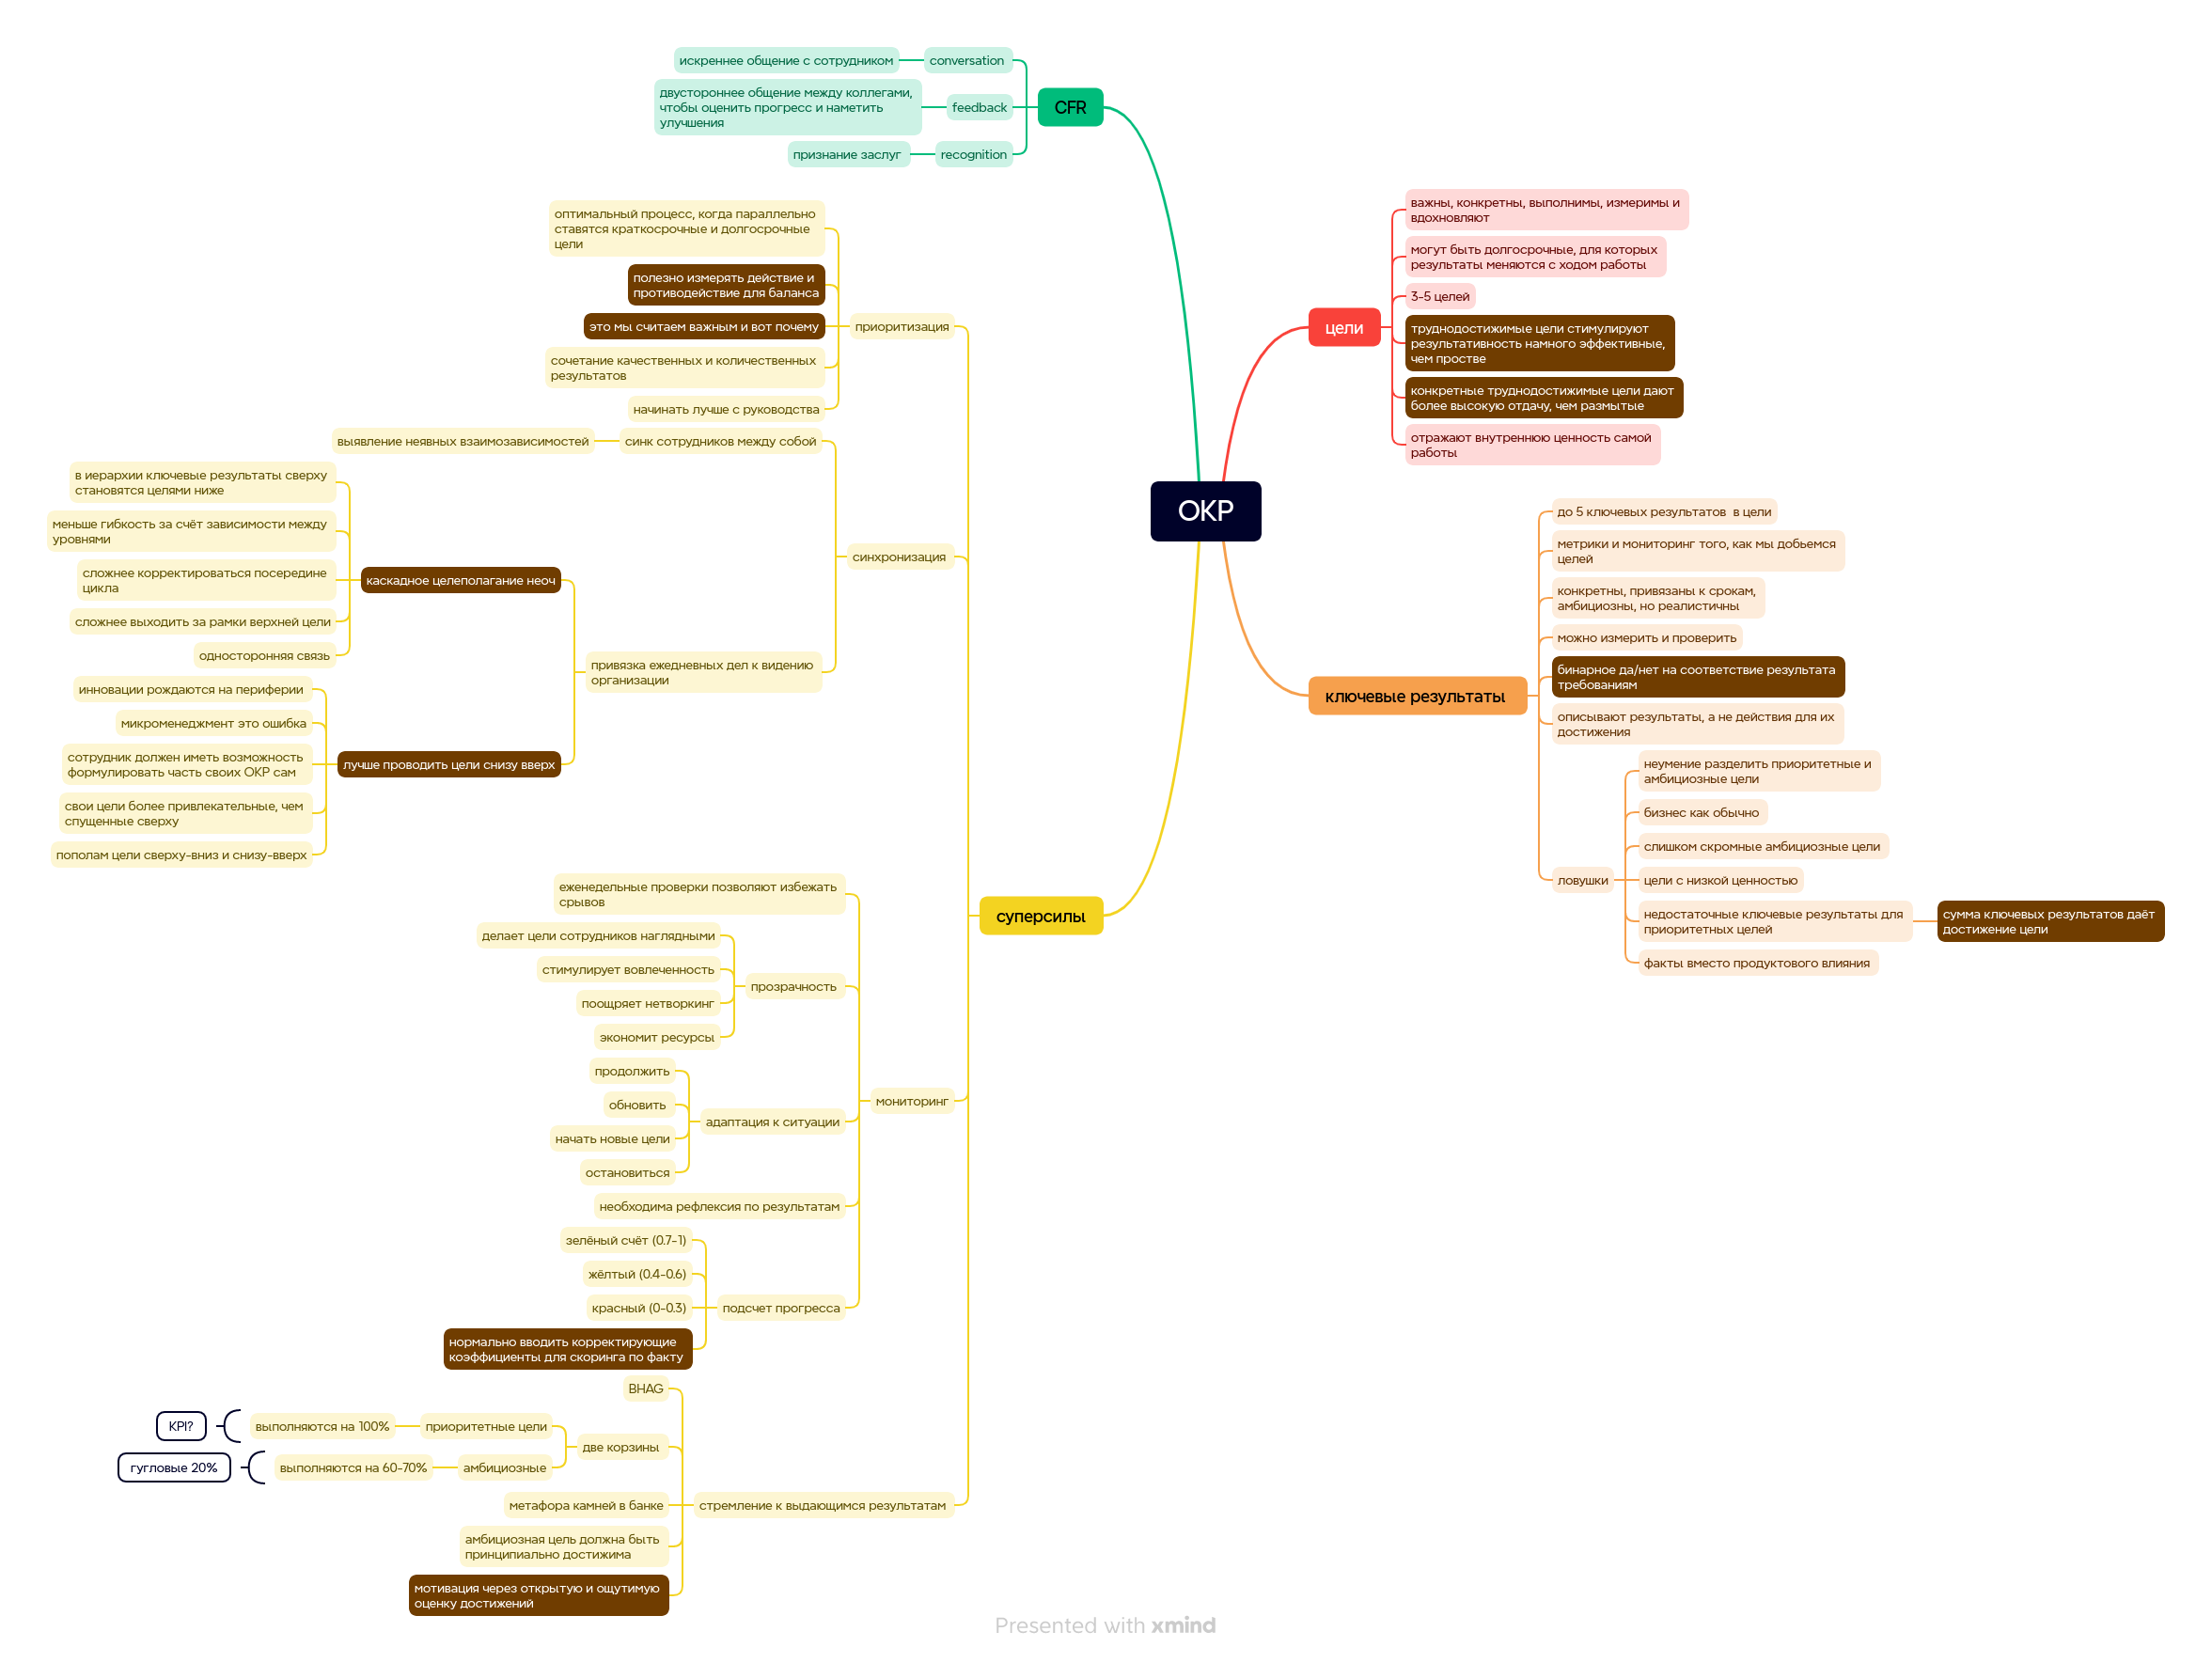 ОКР
CFR
conversation
искреннее общение с сотрудником
feedback
двустороннее общение между коллегами,
чтобы оценить прогресс и наметить
улучшения
recognition
признание заслуг
цели
важны, конкретны, выполнимы, измеримы и
вдохновляют
могут быть долгосрочные, для которых
результаты меняются с ходом работы
3-5 целей
труднодостижимые цели стимулируют
результативность намного эффективные,
чем простве
конкретные труднодостижимые цели дают
более высокую отдачу, чем размытые
отражают внутреннюю ценность самой
работы
ключевые результаты
до 5 ключевых результатов в цели
метрики и мониторинг того, как мы добьемся
целей
конкретны, привязаны к срокам,
амбициозны, но реалистичны
можно измерить и проверить
бинарное да/нет на соответствие результата
требованиям
описывают результаты, а не действия для их
достижения
ловушки
неумение разделить приоритетные и
амбициозные цели
бизнес как обычно
слишком скромные амбициозные цели
цели с низкой ценностью
недостаточные ключевые результаты для
приоритетных целей
сумма ключевых результатов даёт
достижение цели
факты вместо продуктового влияния
суперсилы
приоритизация
оптимальный процесс, когда параллельно
ставятся краткосрочные и долгосрочные
цели
полезно измерять действие и
противодействие для баланса
это мы считаем важным и вот почему
сочетание качественных и количественных
результатов
начинать лучше с руководства
синхронизация
синк сотрудников между собой
выявление неявных взаимозависимостей
привязка ежедневных дел к видению
организации
каскадное целеполагание неоч
в иерархии ключевые результаты сверху
становятся целями ниже
меньше гибкость за счёт зависимости между
уровнями
сложнее корректироваться посередине
цикла
сложнее выходить за рамки верхней цели
односторонняя связь
лучше проводить цели снизу вверх
инновации рождаются на периферии
микроменеджмент это ошибка
сотрудник должен иметь возможность
формулировать часть своих ОКР сам
свои цели более привлекательные, чем
спущенные сверху
пополам цели сверху-вниз и снизу-вверх
мониторинг
еженедельные проверки позволяют избежать
срывов
прозрачность
делает цели сотрудников наглядными
стимулирует вовлеченность
поощряет нетворкинг
экономит ресурсы
адаптация к ситуации
продолжить
обновить
начать новые цели
остановиться
необходима рефлексия по результатам
подсчет прогресса
зелёный счёт (0.7-1)
жёлтый (0.4-0.6)
красный (0-0.3)
нормально вводить корректирующие
коэффициенты для скоринга по факту
стремление к выдающимся результатам
BHAG
две корзины
приоритетные цели
выполняются на 100%
KPI?
амбициозные
выполняются на 60-70%
гугловые 20%
метафора камней в банке
амбициозная цель должна быть
принципиально достижима
мотивация через открытую и ощутимую
оценку достижений
Presented with xmind